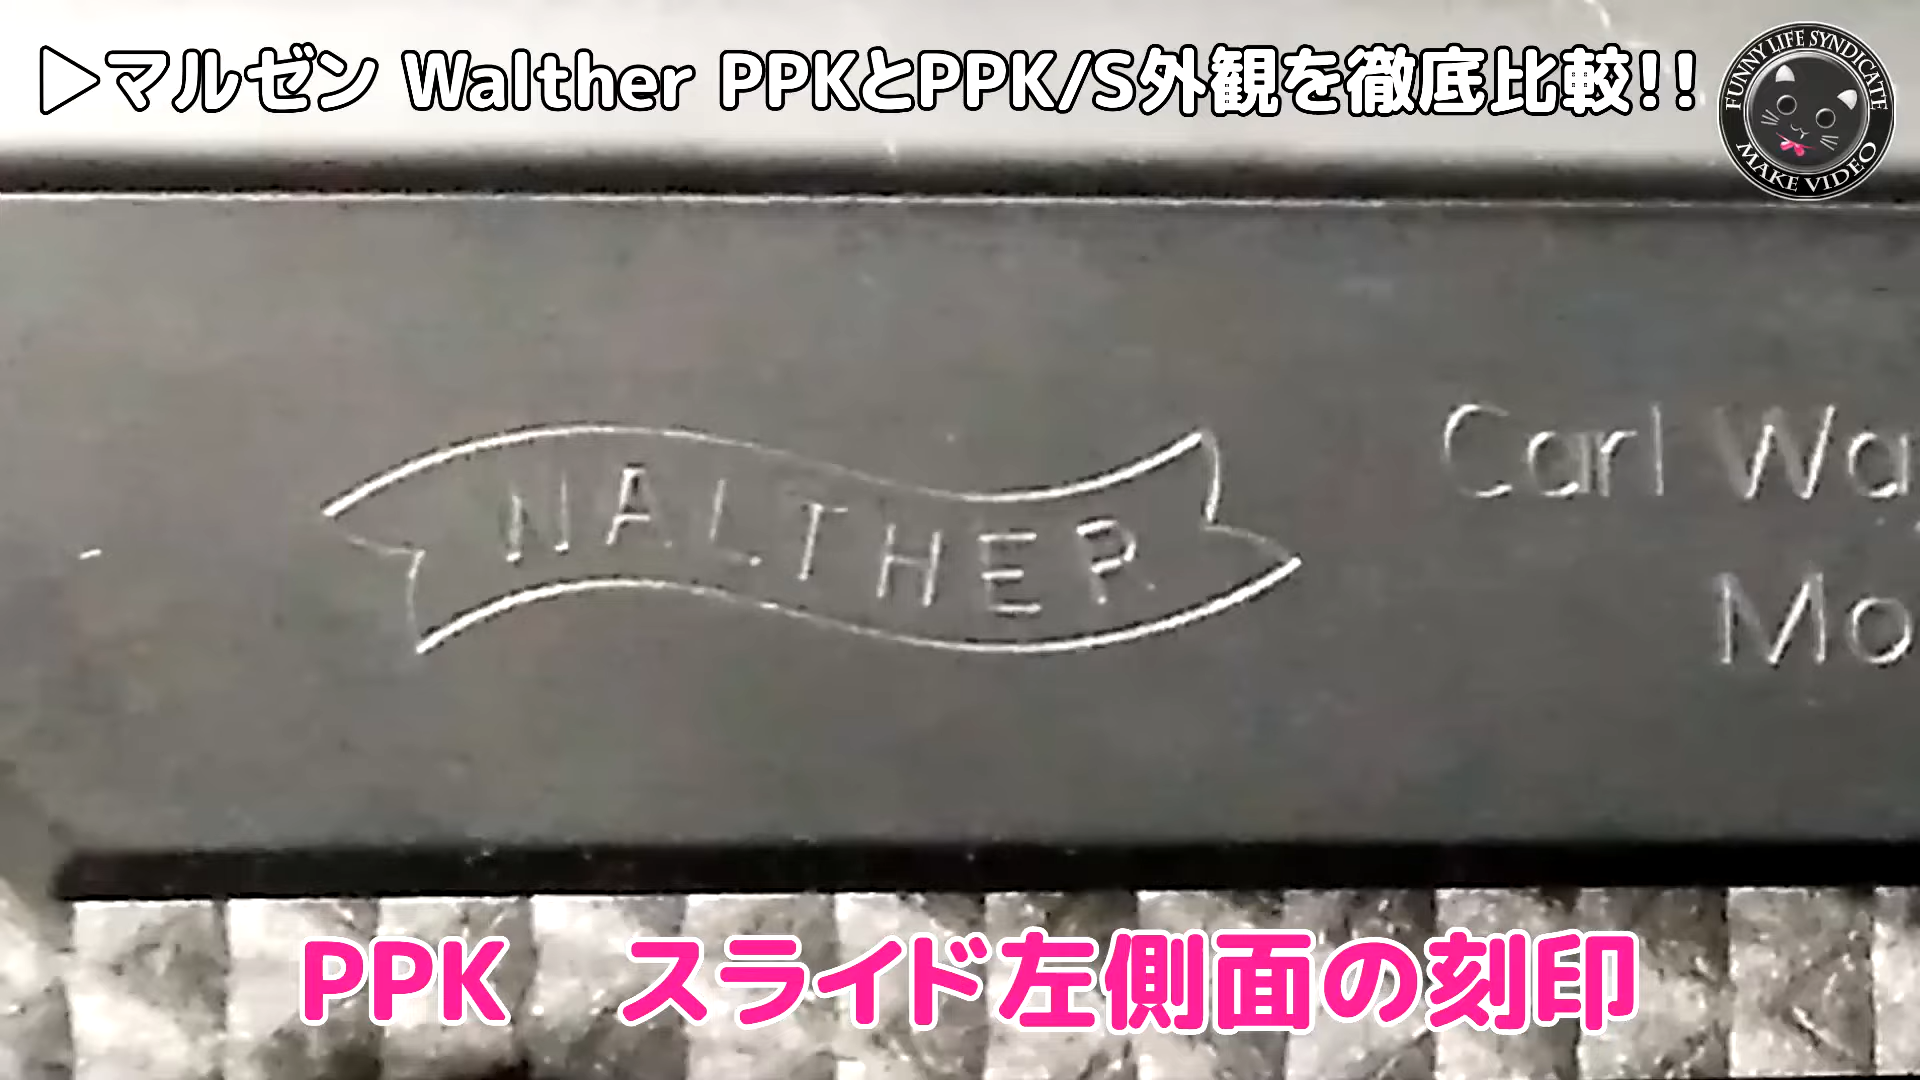 ▶マルゼン Walther PPKとPPK/S外観を徹底比較!!
FUNNY LIFE SYNDICATE
MAKE VIDEO
WALTHER
Carl Wa
Mo
PPK スライド左側面の刻印